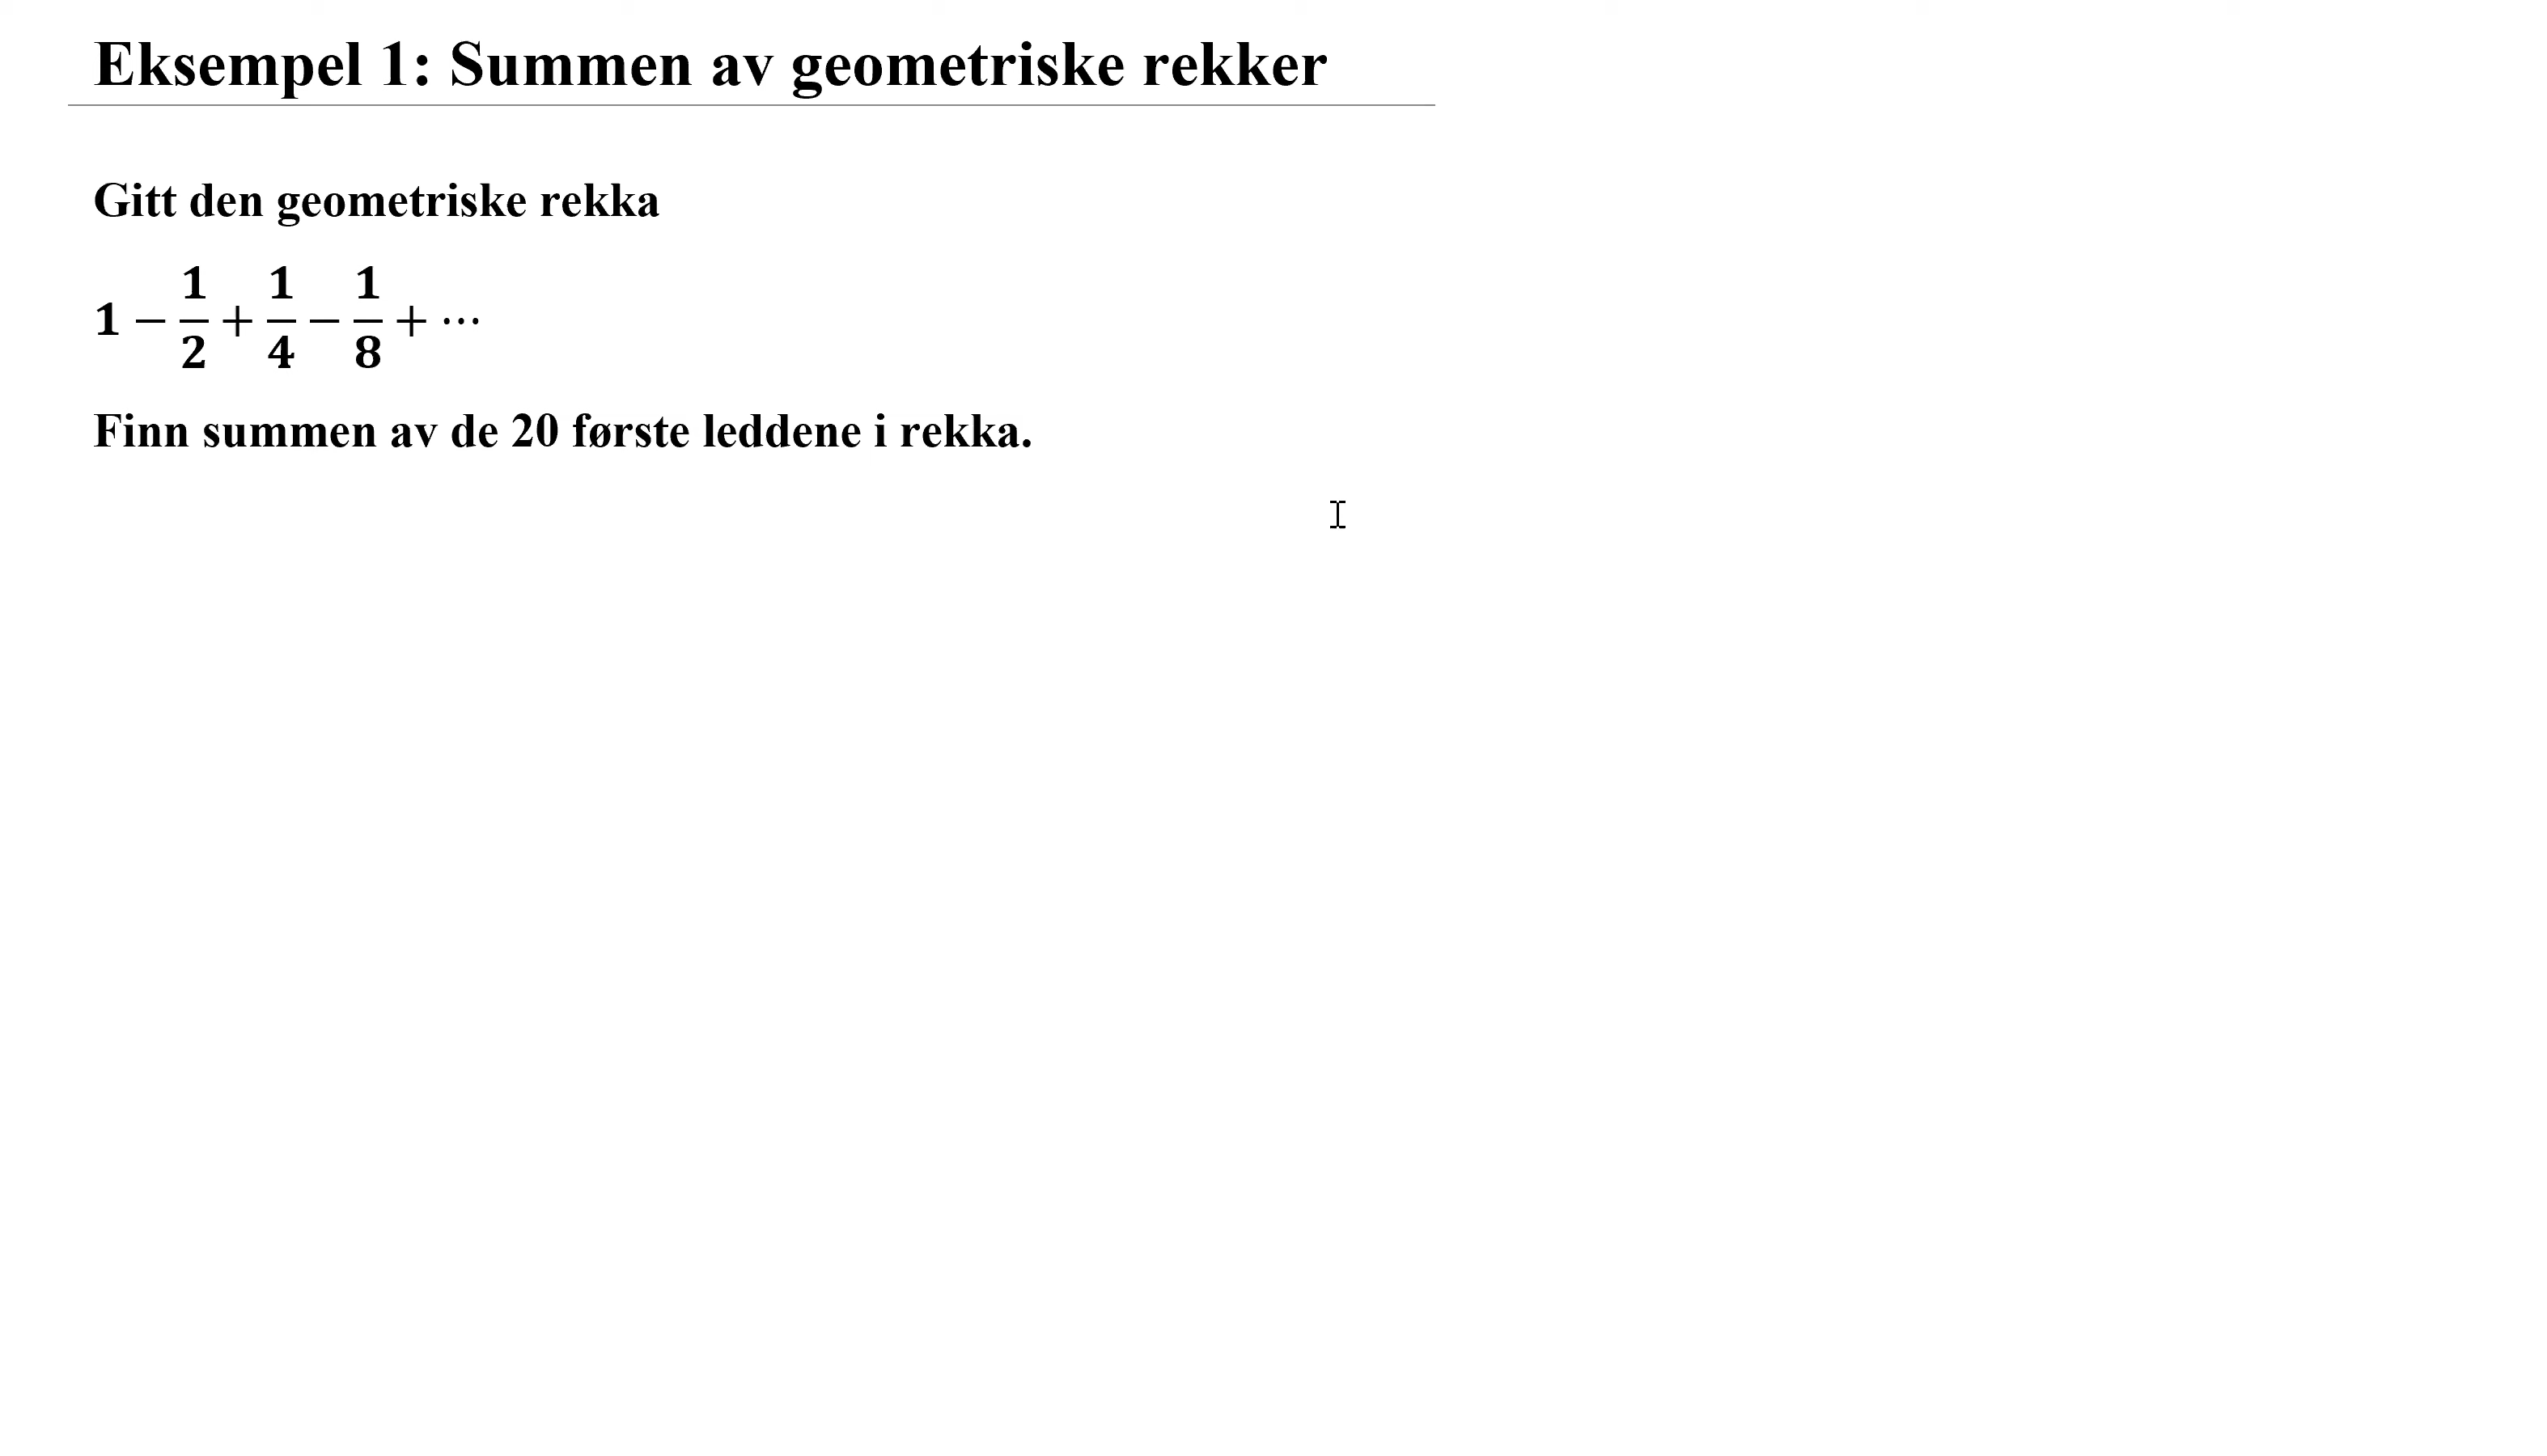 Eksempel 1: Summen av geometriske rekker
Gitt den geometriske rekka
1 − 1/2 + 1/4 − 1/8 + ⋯
Finn summen av de 20 første leddene i rekka.